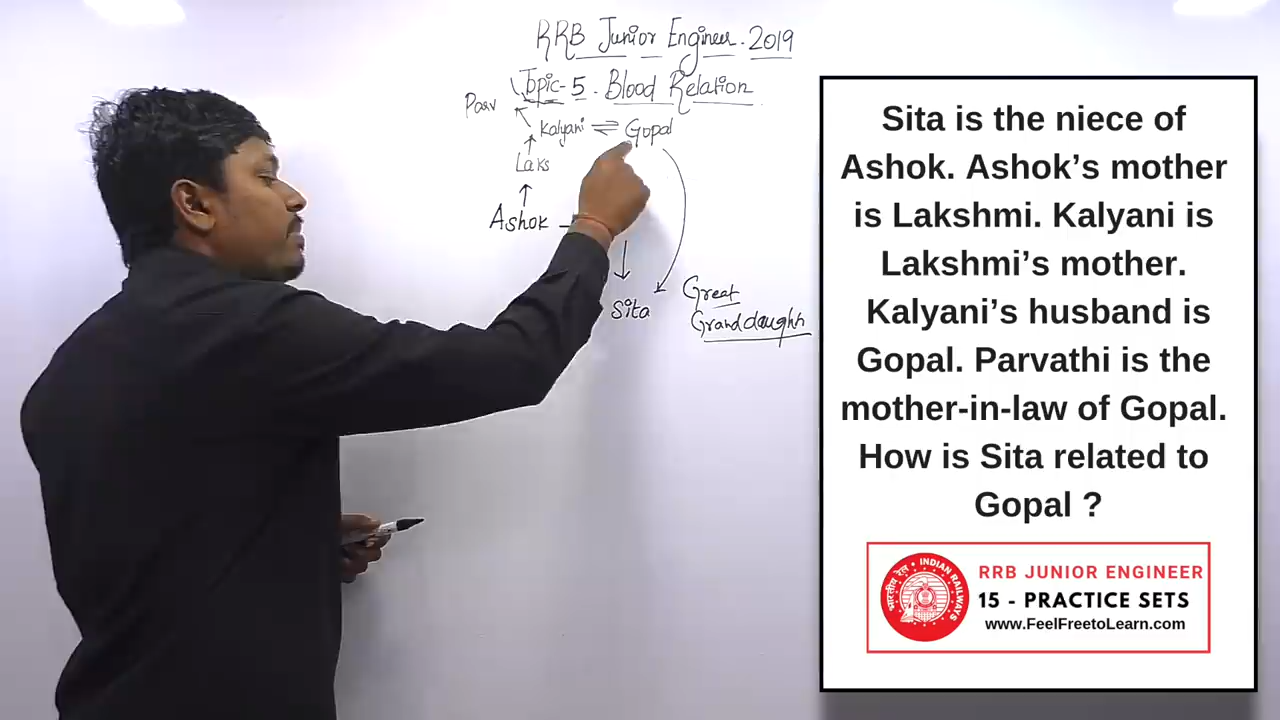 RRB Junior Engineer. 2019
Topic-5. Blood Relation
Parv
Kalyani ⇌ Gopal
Laks
Ashok
Sita
Great
Granddaughtr
Sita is the niece of
Ashok. Ashok’s mother
is Lakshmi. Kalyani is
Lakshmi’s mother.
Kalyani’s husband is
Gopal. Parvathi is the
mother-in-law of Gopal.
How is Sita related to
Gopal ?
भारतीय रेल • INDIAN RAILWAYS
RRB JUNIOR ENGINEER
15 - PRACTICE SETS
www.FeelFreetoLearn.com